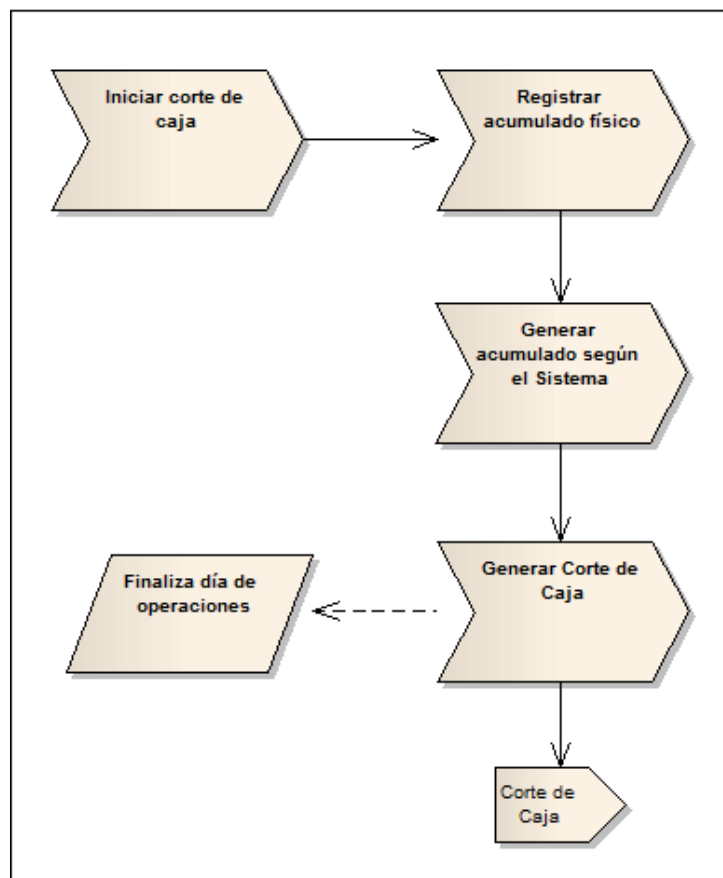 Iniciar corte de
caja
Registrar
acumulado físico
Generar
acumulado según
el Sistema
Generar Corte de
Caja
Finaliza día de
operaciones
Corte de
Caja